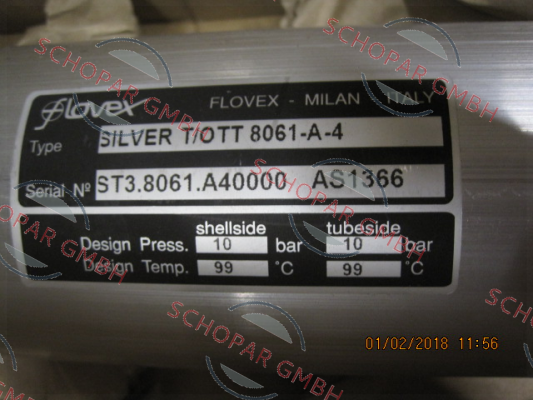 flovex FLOVEX - MILAN ITALY
Type SILVER T/OTT 8061-A-4
Serial Nº ST3.8061.A40000 AS1366
shellside tubeside
Design Press. 10 bar 10 bar
Design Temp. 99 °C 99 °C
01/02/2018 11:56
SCHOPAR GMBH
SCHOPAR GMBH
SCHOPAR GMBH
SCHOPAR GMBH
SCHOPAR GMBH
SCHOPAR GMBH